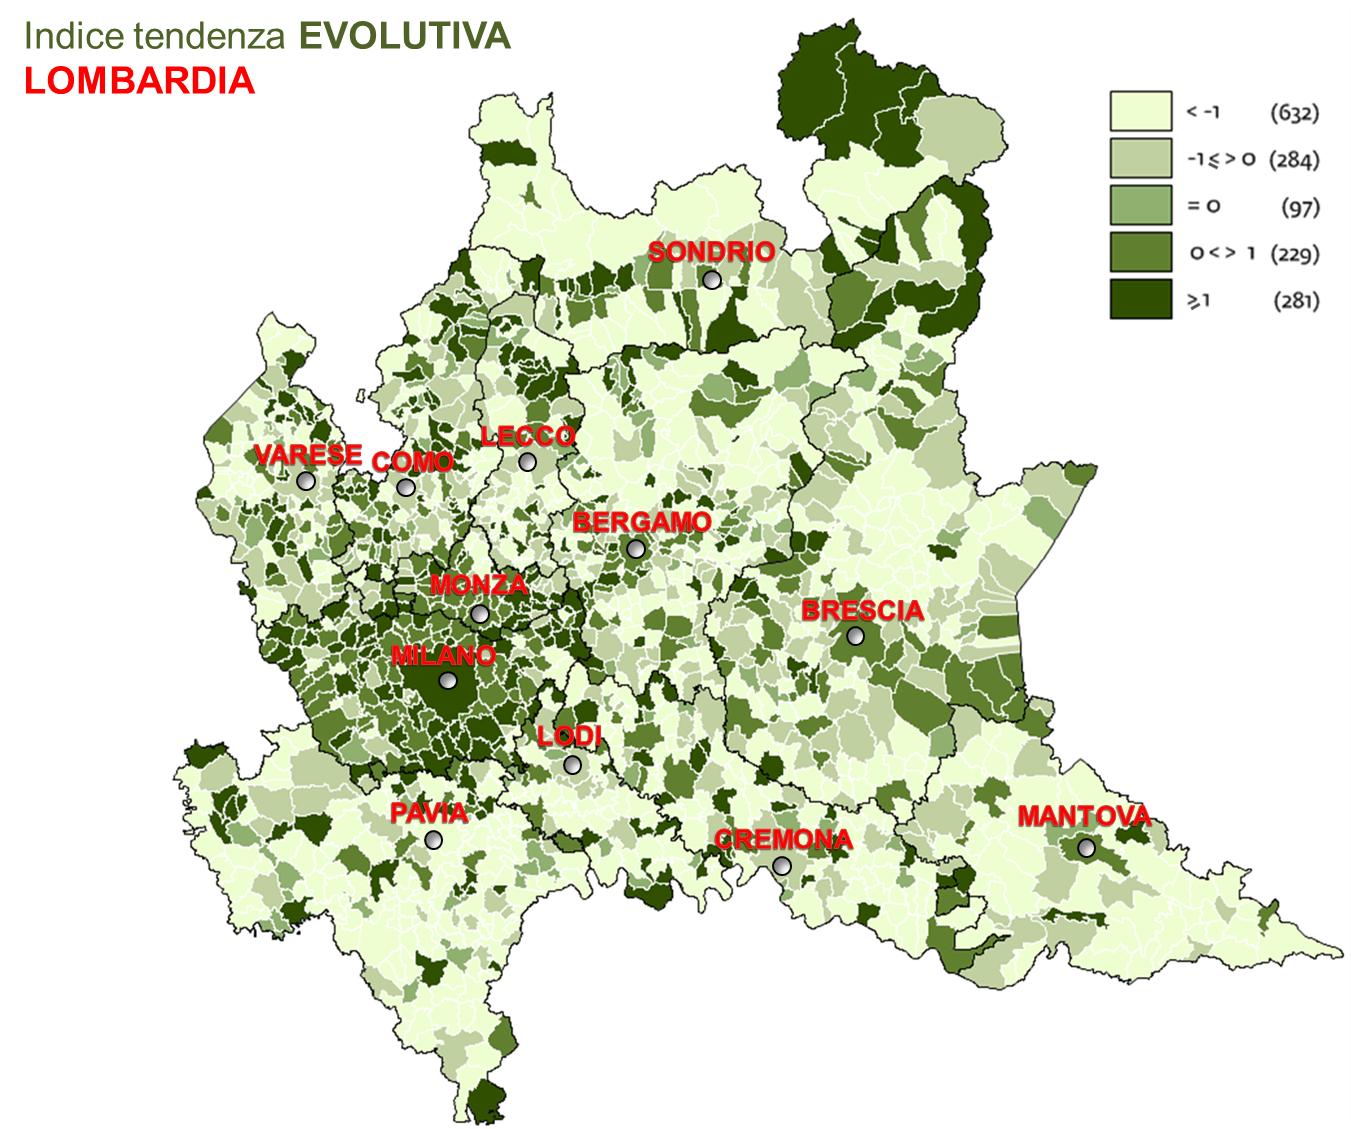 Indice tendenza EVOLUTIVA
LOMBARDIA
< -1 (632)
-1⩽ > 0 (284)
= 0 (97)
0 < > 1 (229)
⩾1 (281)
SONDRIO
LECCO
VARESE
COMO
BERGAMO
MONZA
BRESCIA
MILANO
LODI
PAVIA
CREMONA
MANTOVA